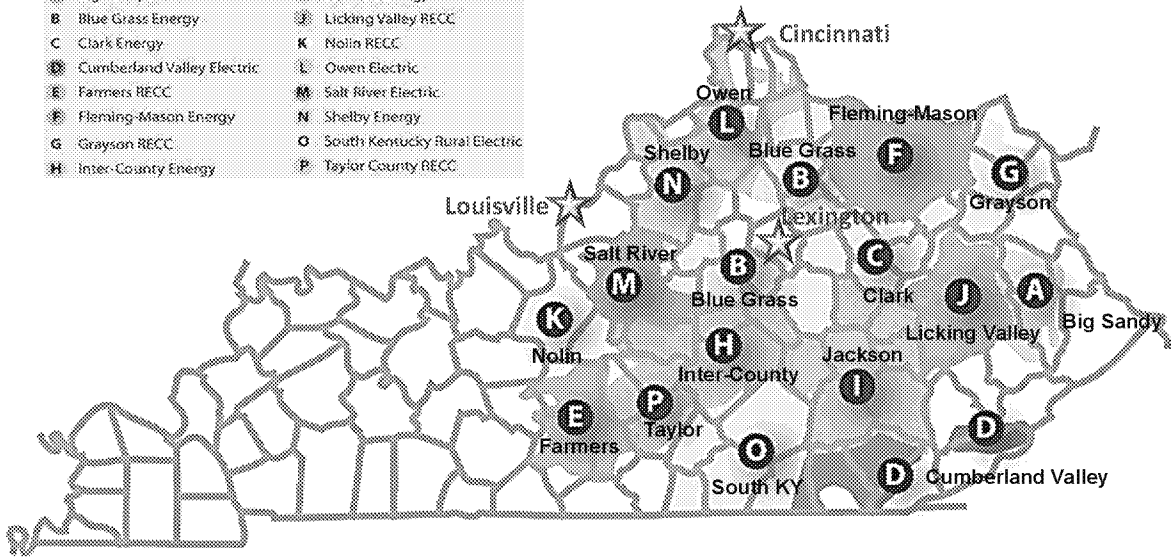 B Blue Grass Energy
C Clark Energy
D Cumberland Valley Electric
E Farmers RECC
F Fleming-Mason Energy
G Grayson RECC
H Inter-County Energy
J Licking Valley RECC
K Nolin RECC
L Owen Electric
M Salt River Electric
N Shelby Energy
O South Kentucky Rural Electric
P Taylor County RECC
Cincinnati
Owen
L
Fleming-Mason
F
Shelby
N
Blue Grass
B
G
Grayson
Louisville
Lexington
Salt River
M
B
Blue Grass
C
Clark
J
Licking Valley
A
Big Sandy
K
Nolin
H
Inter-County
Jackson
I
E
Farmers
P
Taylor
O
South KY
D
D
Cumberland Valley